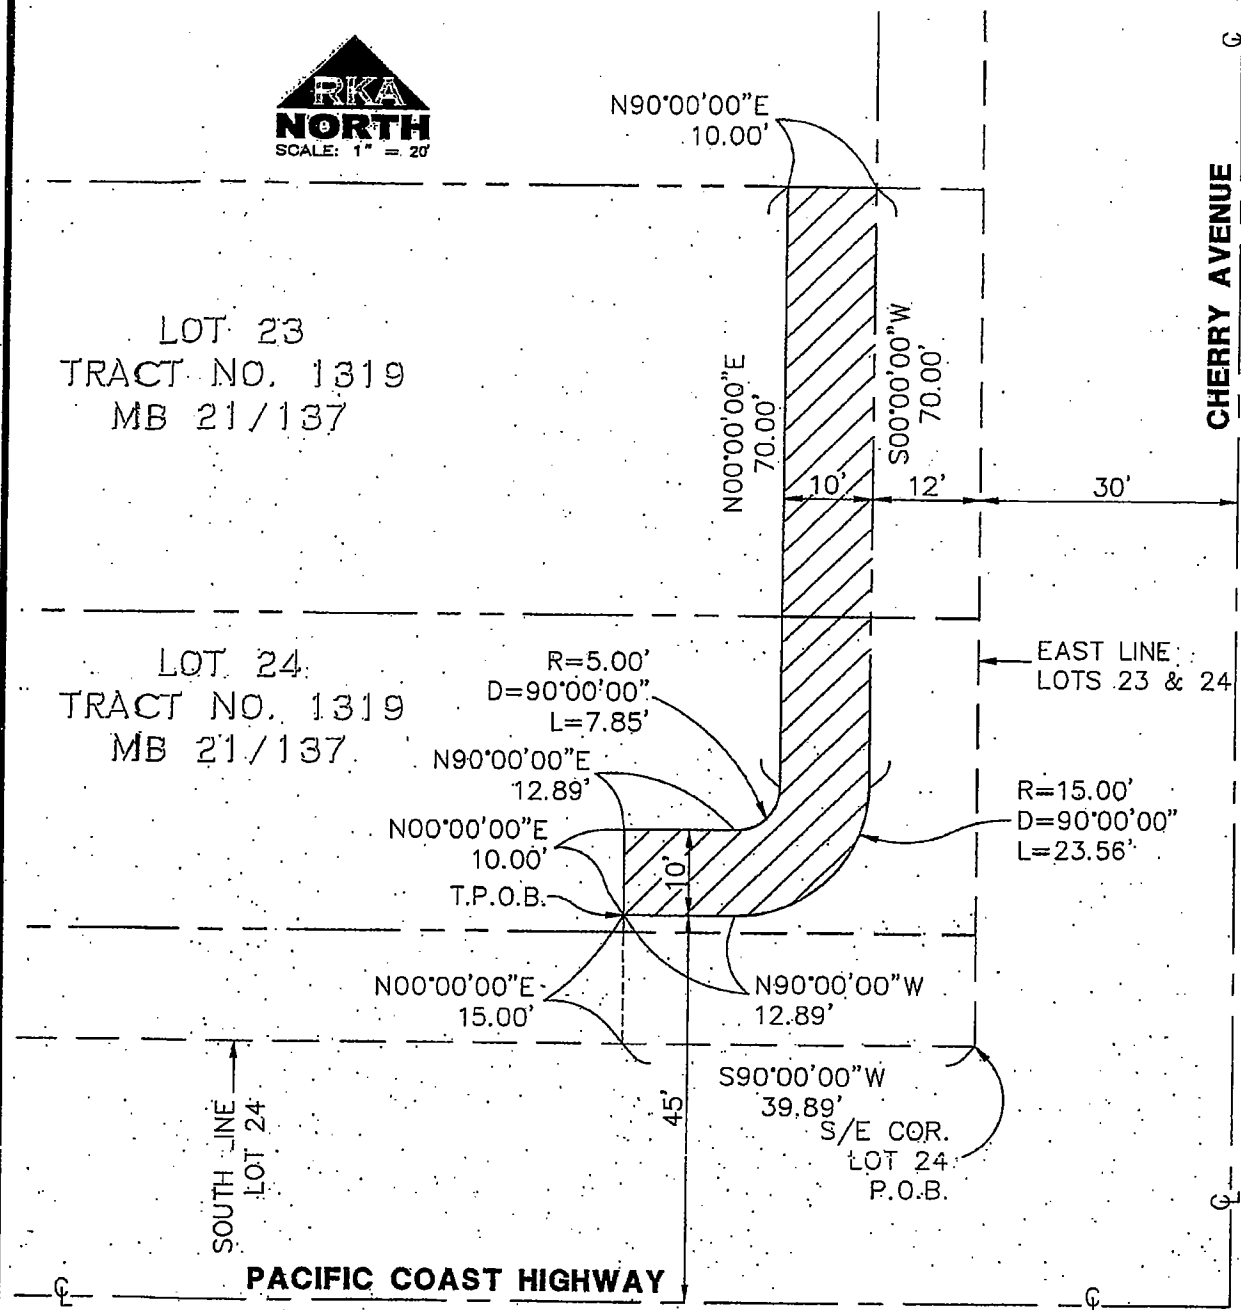 RKA
NORTH
SCALE: 1" = 20'
N90°00'00"E
10.00'
CHERRY AVENUE
LOT 23
TRACT NO. 1319
MB 21/137
N00°00'00"E
70.00'
S00°00'00"W
70.00'
10'
12'
30'
LOT 24
TRACT NO. 1319
MB 21/137
R=5.00'
D=90°00'00"
L=7.85'
EAST LINE
LOTS 23 & 24
N90°00'00"E
12.89'
R=15.00'
D=90°00'00"
L=23.56'
N00°00'00"E
10.00'
10'
T.P.O.B.
N00°00'00"E
15.00'
N90°00'00"W
12.89'
S90°00'00"W
39.89'
S/E COR.
LOT 24
P.O.B.
45'
SOUTH LINE
LOT 24
PACIFIC COAST HIGHWAY